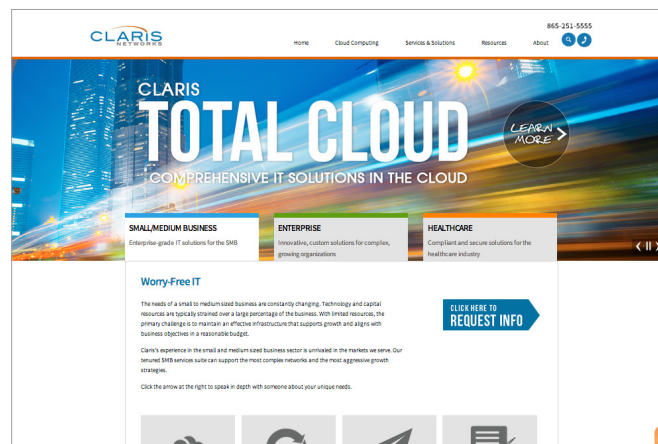 865-251-5555
CLARIS
NETWORKS
Home Cloud Computing Services & Solutions Resources About
CLARIS
TOTAL CLOUD
COMPREHENSIVE IT SOLUTIONS IN THE CLOUD
LEARN
MORE
SMALL/MEDIUM BUSINESS
Enterprise-grade IT solutions for the SMB
ENTERPRISE
Innovative, custom solutions for complex,
growing organizations
HEALTHCARE
Compliant and secure solutions for the
healthcare industry
Worry-Free IT
The needs of a small to medium sized business are constantly changing. Technology and capital
resources are typically strained over a large percentage of the business. With limited resources, the
primary challenge is to maintain an effective infrastructure that supports growth and aligns with
business objectives in a reasonable budget.
Claris's experience in the small and medium sized business sector is unrivaled in the markets we serve. Our
tenured SMB services suite can support the most complex networks and the most aggressive growth
strategies.
Click the arrow at the right to speak in depth with someone about your unique needs.
CLICK HERE TO
REQUEST INFO